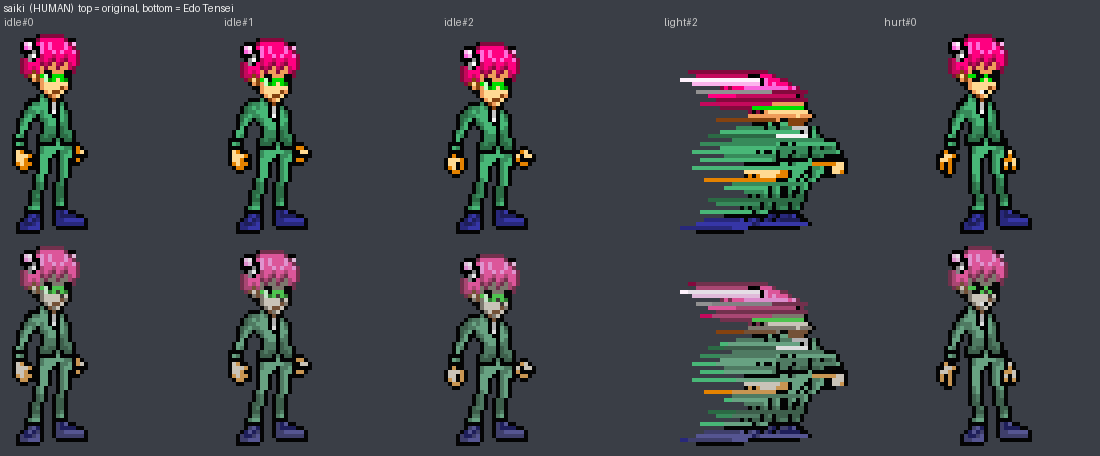 saiki (HUMAN) top = original, bottom = Edo Tensei
idle#0 idle#1 idle#2 light#2 hurt#0